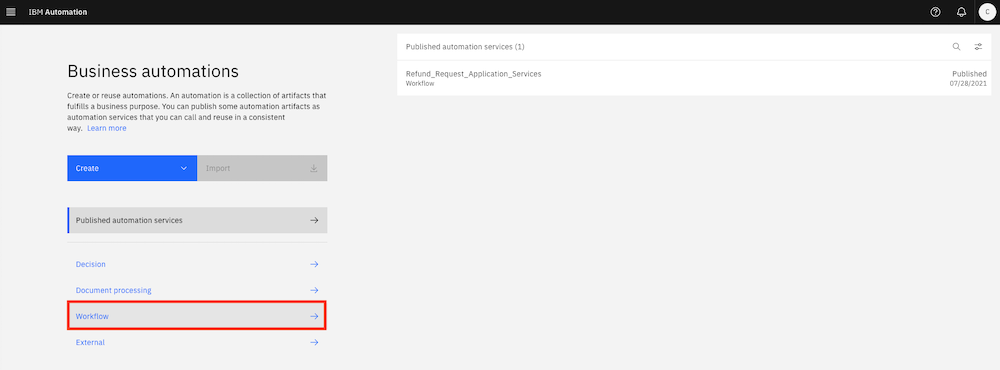 IBM Automation
C
Business automations
Create or reuse automations. An automation is a collection of artifacts that
fulfills a business purpose. You can publish some automation artifacts as
automation services that you can call and reuse in a consistent
way. Learn more
Create
Import
Published automation services
Decision
Document processing
Workflow
External
Published automation services (1)
Refund_Request_Application_Services
Workflow
Published
07/28/2021